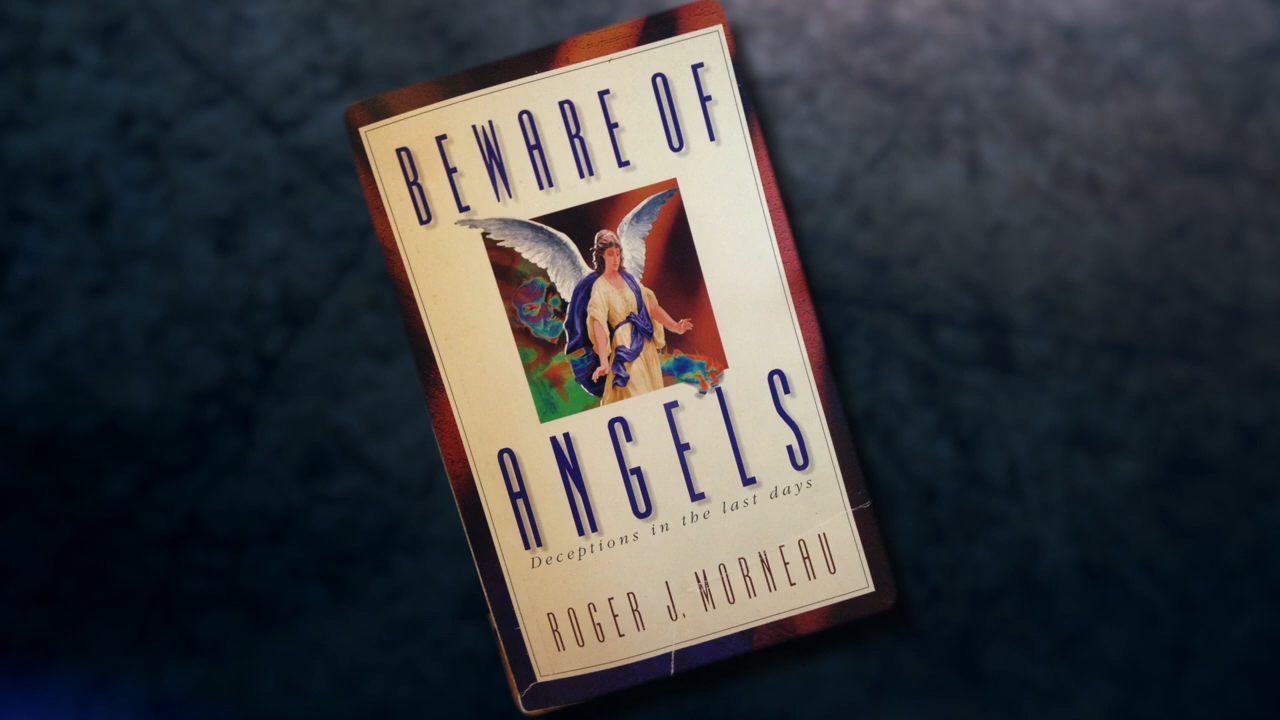 BEWARE OF
ANGELS
Deceptions in the last days
ROGER J. MORNEAU